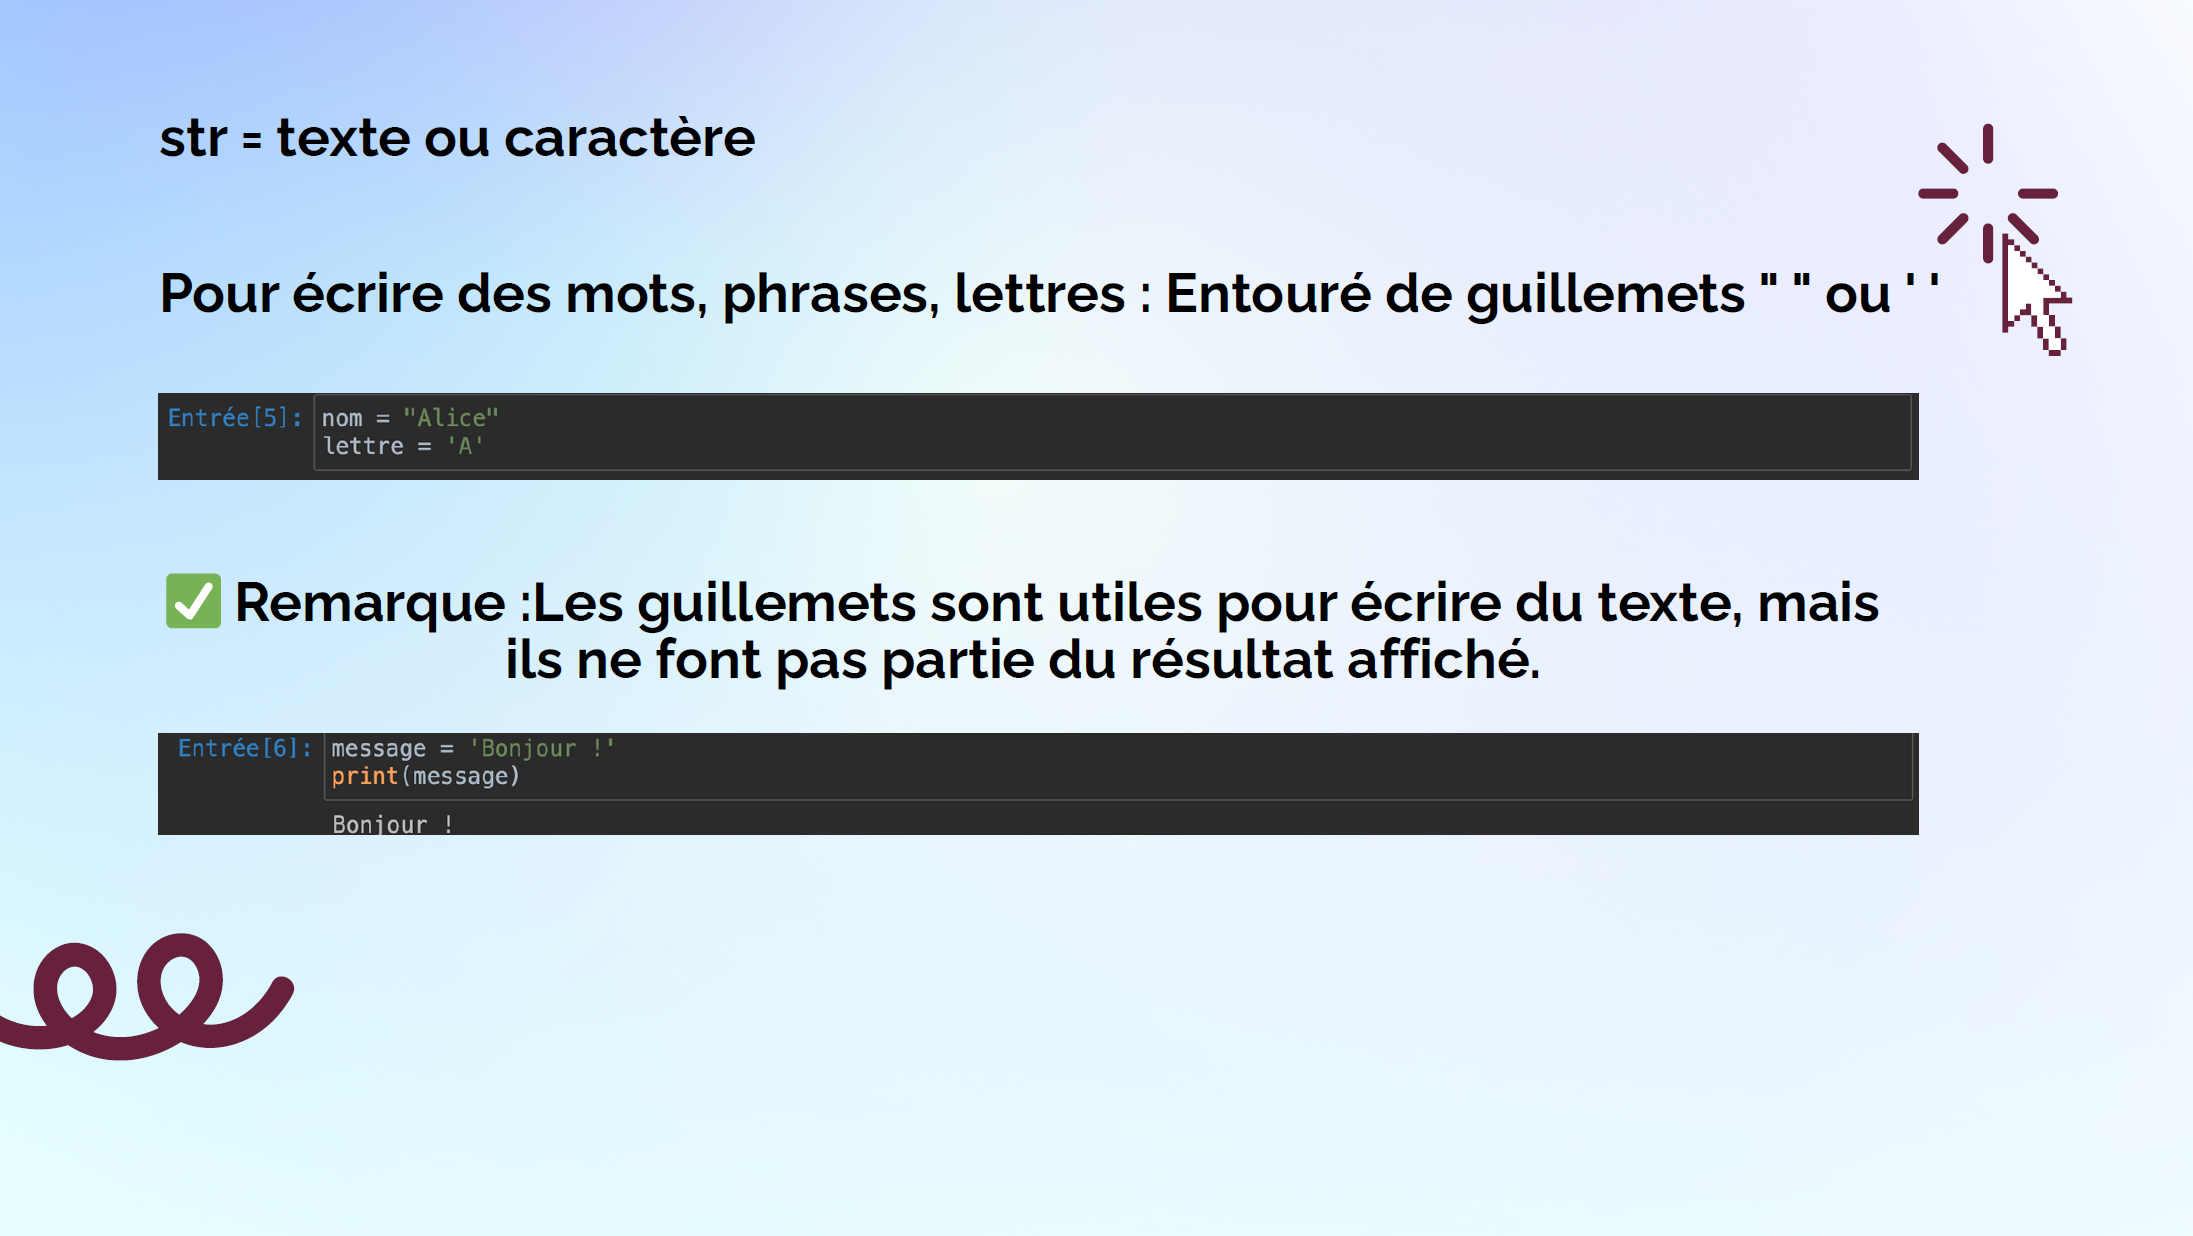 str = texte ou caractère
Pour écrire des mots, phrases, lettres : Entouré de guillemets " " ou ' '
Entrée[5]: nom = "Alice"
lettre = 'A'
✅ Remarque :Les guillemets sont utiles pour écrire du texte, mais
ils ne font pas partie du résultat affiché.
Entrée[6]: message = 'Bonjour !'
print(message)
Bonjour !